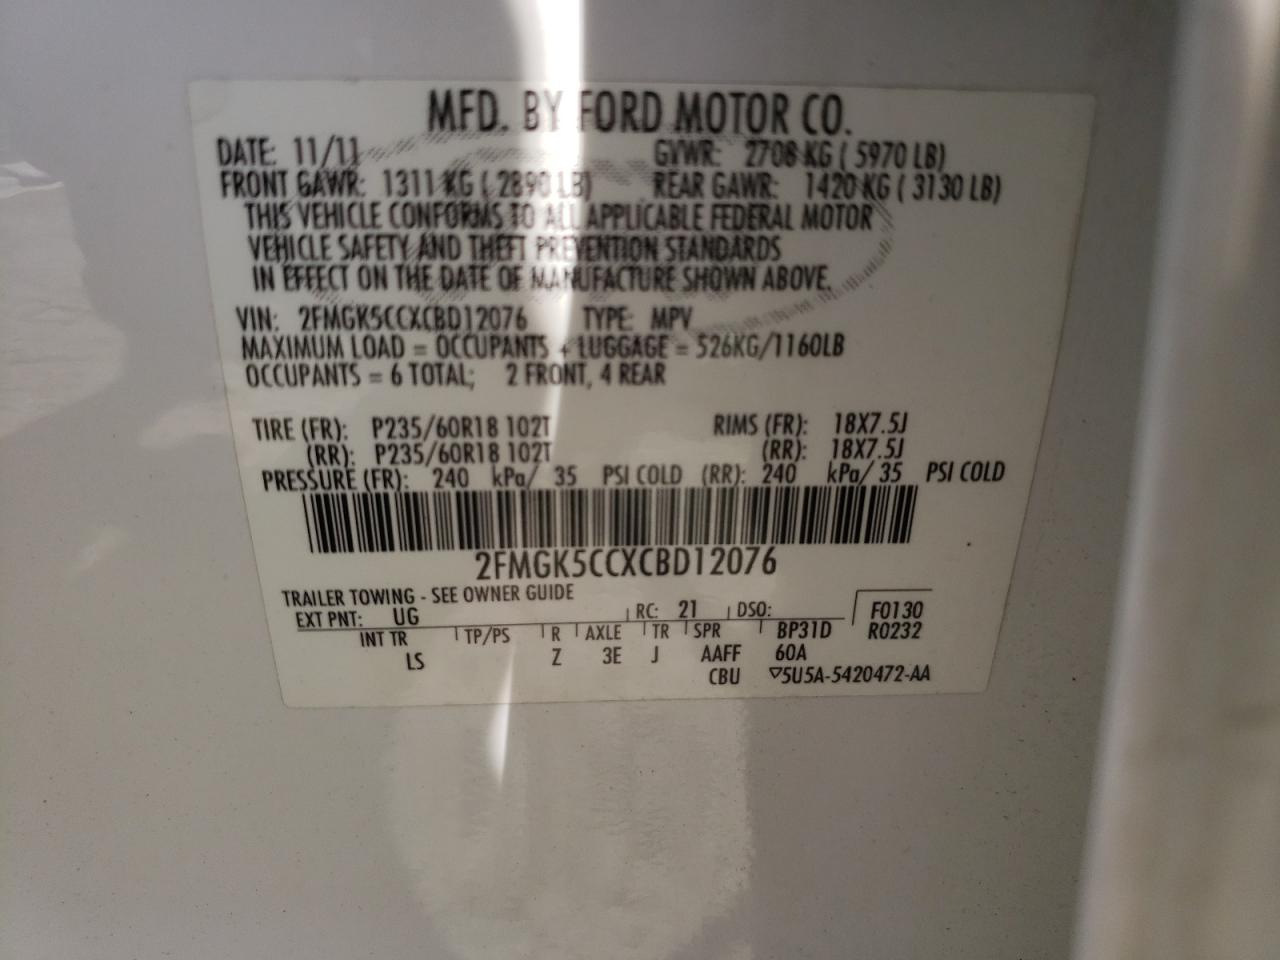 MFD. BY FORD MOTOR CO.
DATE: 11/11 GVWR: 2708 KG ( 5970 LB)
FRONT GAWR: 1311 KG ( 2890 LB) REAR GAWR: 1420 KG ( 3130 LB)
THIS VEHICLE CONFORMS TO ALL APPLICABLE FEDERAL MOTOR
VEHICLE SAFETY AND THEFT PREVENTION STANDARDS
IN EFFECT ON THE DATE OF MANUFACTURE SHOWN ABOVE.
VIN: 2FMGK5CCXCBD12076 TYPE: MPV
MAXIMUM LOAD = OCCUPANTS + LUGGAGE = 526KG/1160LB
OCCUPANTS = 6 TOTAL; 2 FRONT, 4 REAR
TIRE (FR): P235/60R18 102T RIMS (FR): 18X7.5J
(RR): P235/60R18 102T (RR): 18X7.5J
PRESSURE (FR): 240 kPa/ 35 PSI COLD (RR): 240 kPa/ 35 PSI COLD
2FMGK5CCXCBD12076
TRAILER TOWING - SEE OWNER GUIDE
EXT PNT: UG RC: 21 DSO: F0130
INT TR TP/PS R AXLE TR SPR BP31D R0232
LS Z 3E J AAFF 60A
CBU ▽5U5A-5420472-AA